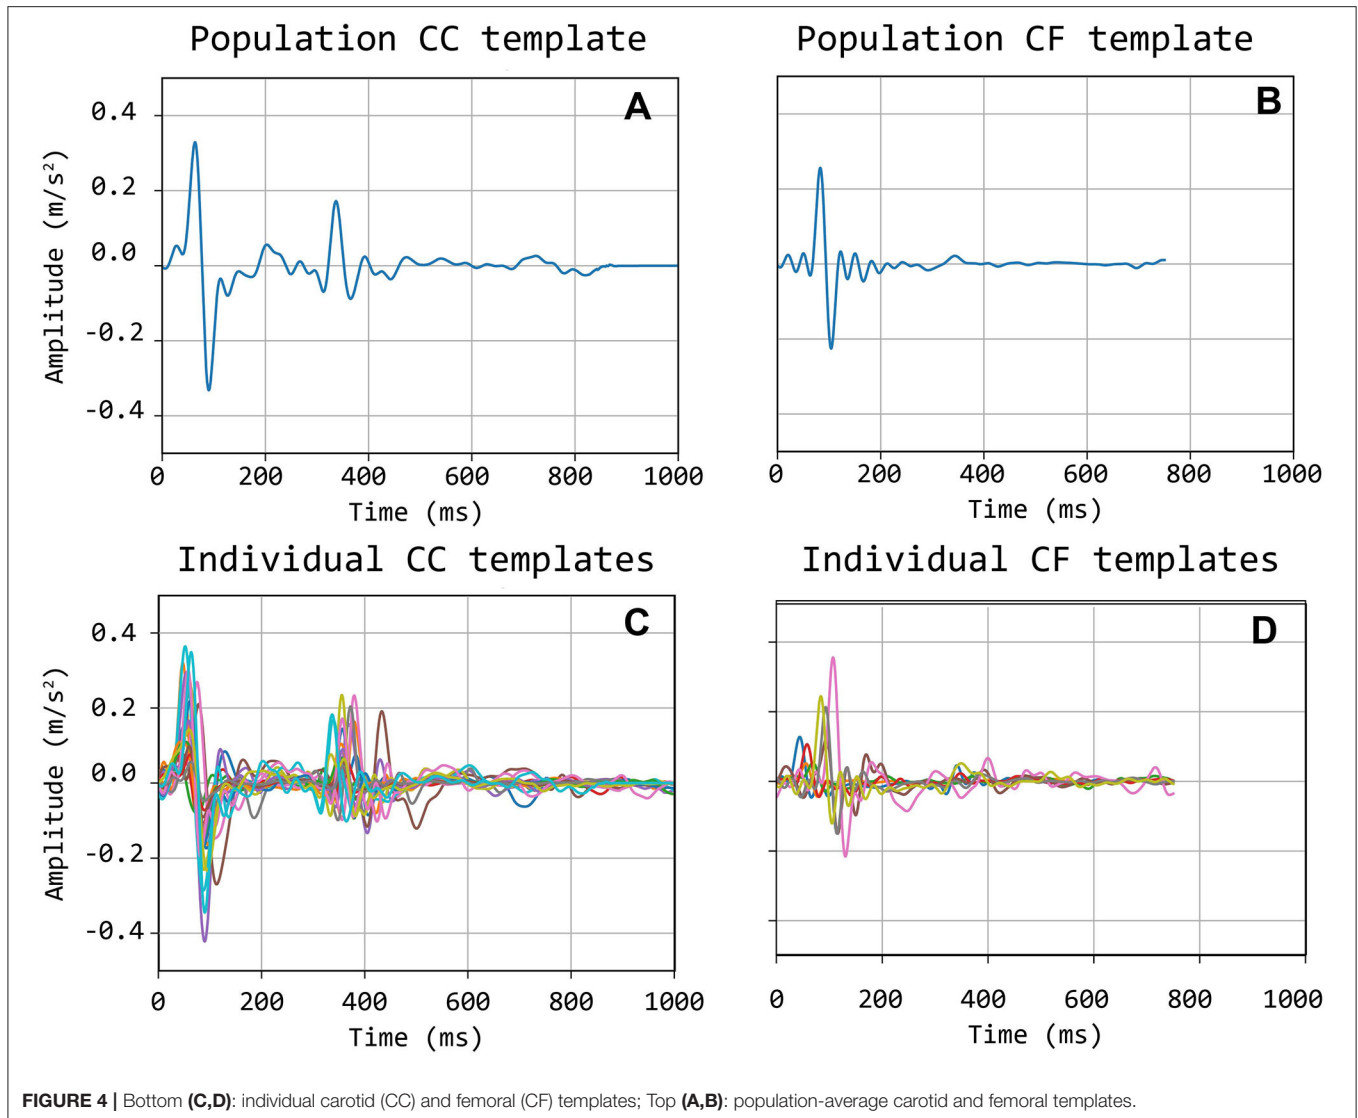 Population CC template
Population CF template
A
B
Amplitude (m/s²)
0.4
0.2
0.0
-0.2
-0.4
0 200 400 600 800 1000
0 200 400 600 800 1000
Time (ms)
Time (ms)
Individual CC templates
Individual CF templates
C
D
Amplitude (m/s²)
0.4
0.2
0.0
-0.2
-0.4
0 200 400 600 800 1000
0 200 400 600 800 1000
Time (ms)
Time (ms)
FIGURE 4 | Bottom (C,D): individual carotid (CC) and femoral (CF) templates; Top (A,B): population-average carotid and femoral templates.